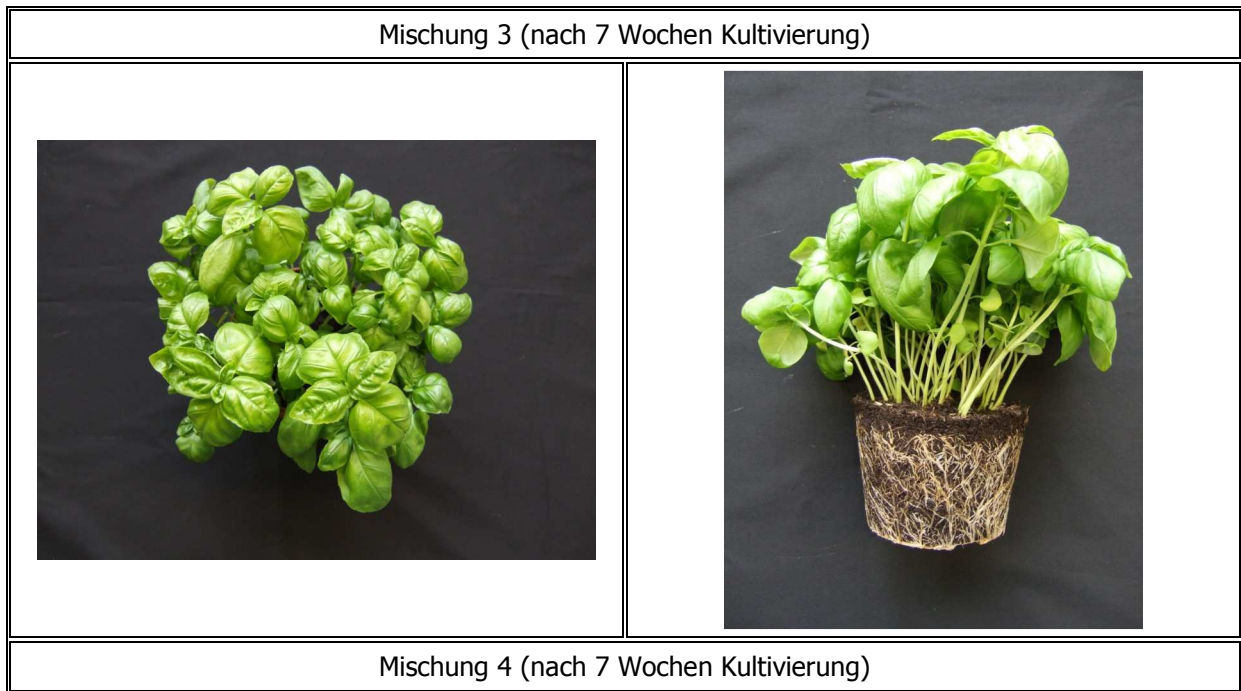 Mischung 3 (nach 7 Wochen Kultivierung)
Mischung 4 (nach 7 Wochen Kultivierung)